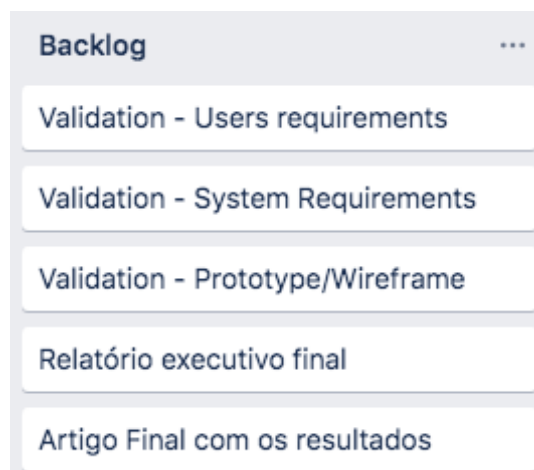 Backlog
Validation - Users requirements
Validation - System Requirements
Validation - Prototype/Wireframe
Relatório executivo final
Artigo Final com os resultados